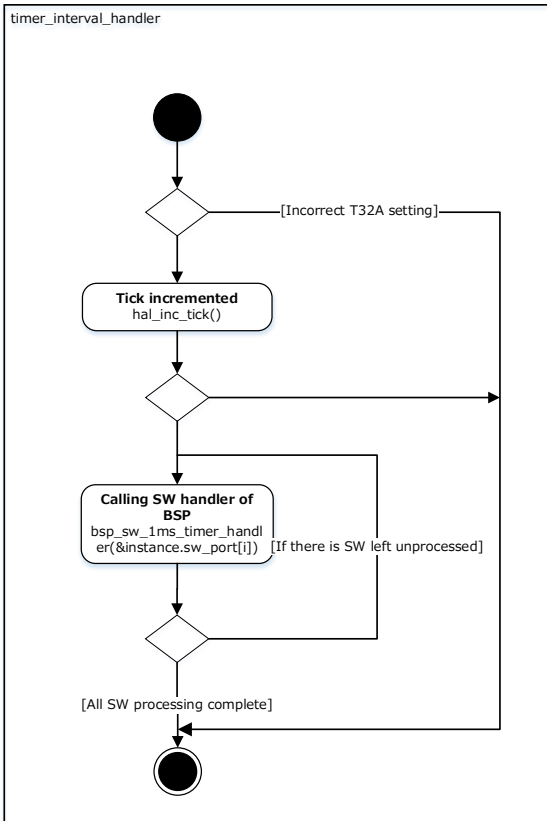 timer_interval_handler
[Incorrect T32A setting]
Tick incremented
hal_inc_tick()
Calling SW handler of
BSP
bsp_sw_1ms_timer_handl
er(&instance.sw_port[i])
[If there is SW left unprocessed]
[All SW processing complete]